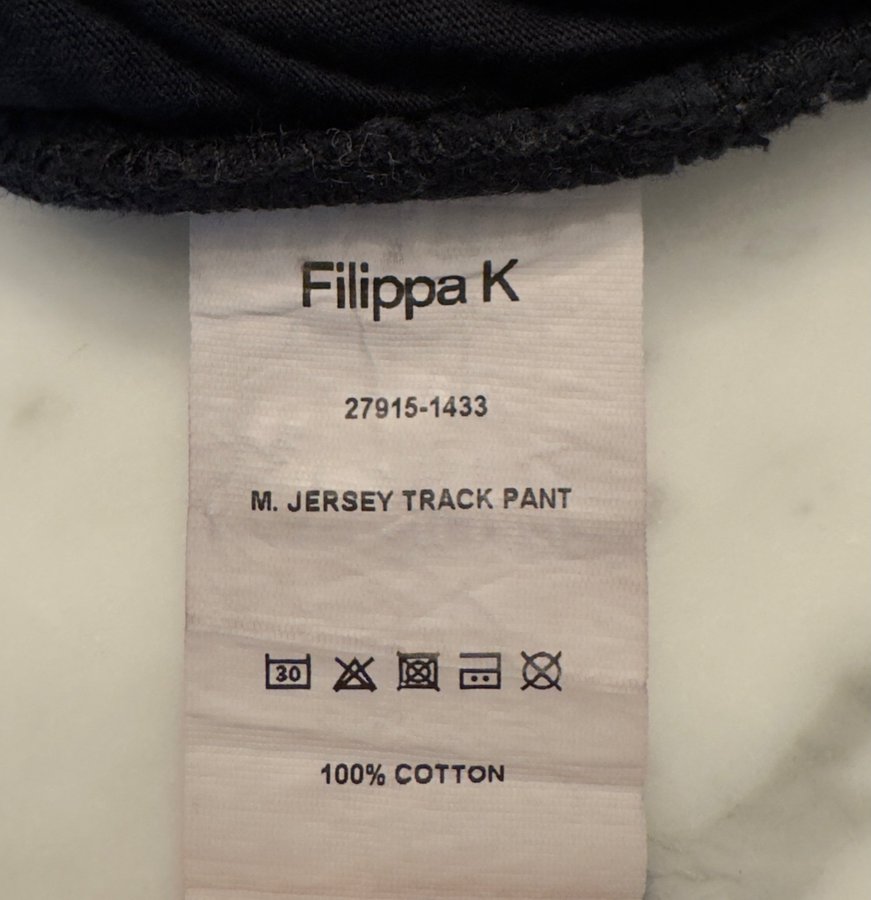 Filippa K
27915-1433
M. JERSEY TRACK PANT
30
100% COTTON